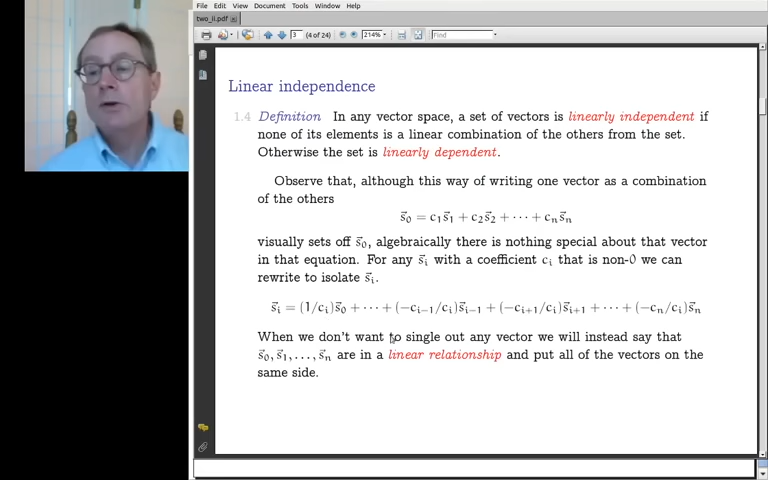 File Edit View Document Tools Window Help
two_ii.pdf
3 (4 of 24) 214% Find
Linear independence
1.4 Definition In any vector space, a set of vectors is linearly independent if
none of its elements is a linear combination of the others from the set.
Otherwise the set is linearly dependent.
Observe that, although this way of writing one vector as a combination
of the others
s⃗₀ = c₁s⃗₁ + c₂s⃗₂ + ··· + cₙs⃗ₙ
visually sets off s⃗₀, algebraically there is nothing special about that vector
in that equation. For any s⃗ᵢ with a coefficient cᵢ that is non-0 we can
rewrite to isolate s⃗ᵢ.
s⃗ᵢ = (1/cᵢ)s⃗₀ + ··· + (−cᵢ₋₁/cᵢ)s⃗ᵢ₋₁ + (−cᵢ₊₁/cᵢ)s⃗ᵢ₊₁ + ··· + (−cₙ/cᵢ)s⃗ₙ
When we don't want to single out any vector we will instead say that
s⃗₀, s⃗₁, ..., s⃗ₙ are in a linear relationship and put all of the vectors on the
same side.